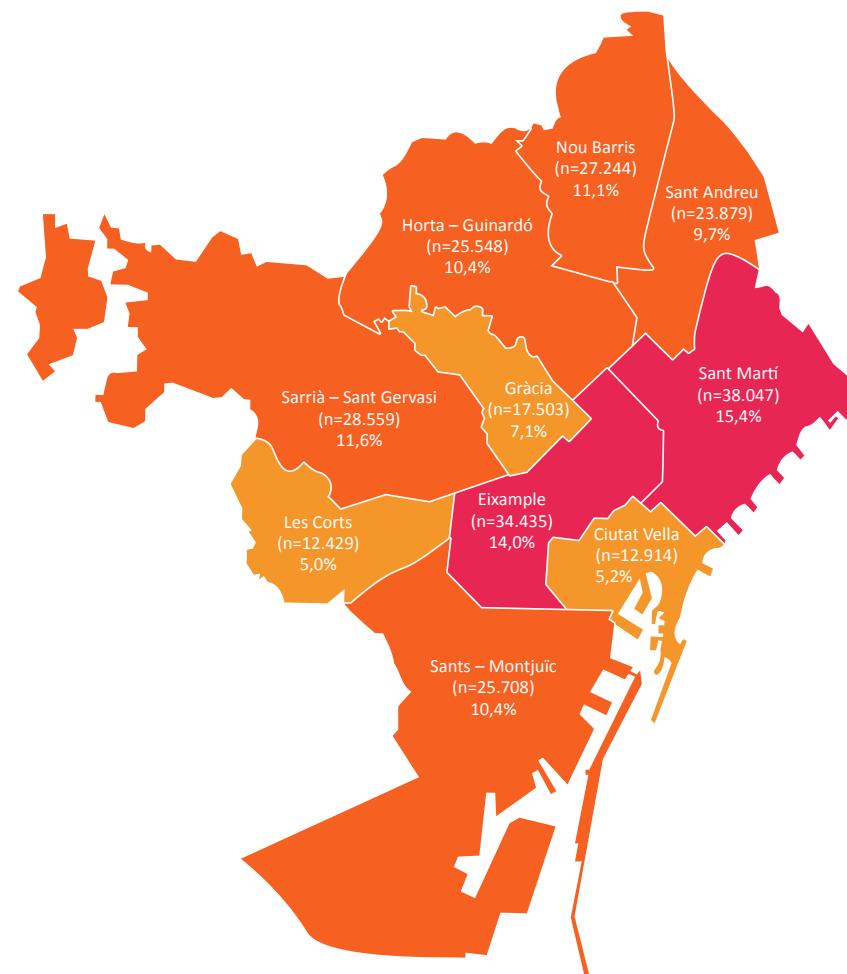 Nou Barris
(n=27.244)
11,1%
Sant Andreu
(n=23.879)
9,7%
Horta – Guinardó
(n=25.548)
10,4%
Sant Martí
(n=38.047)
15,4%
Gràcia
(n=17.503)
7,1%
Sarrià – Sant Gervasi
(n=28.559)
11,6%
Eixample
(n=34.435)
14,0%
Les Corts
(n=12.429)
5,0%
Ciutat Vella
(n=12.914)
5,2%
Sants – Montjuïc
(n=25.708)
10,4%